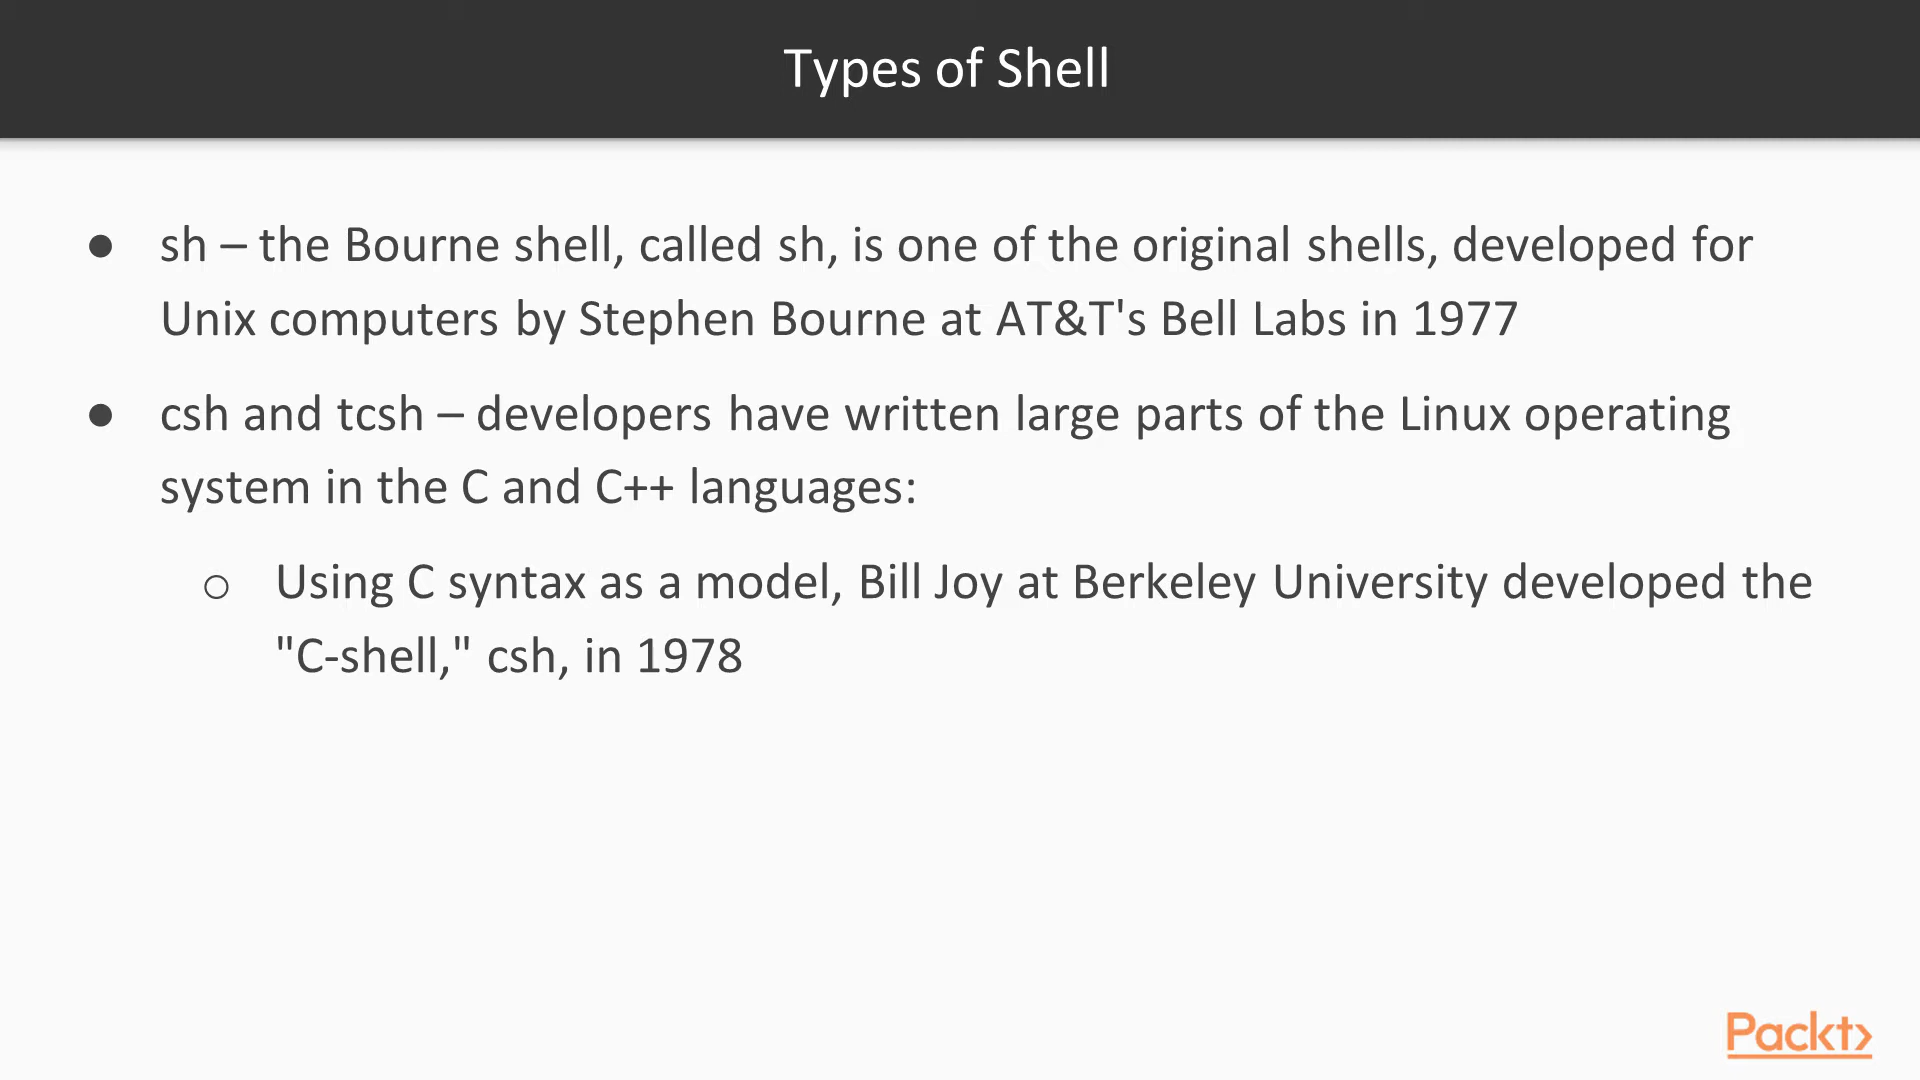 Types of Shell
● sh – the Bourne shell, called sh, is one of the original shells, developed for
Unix computers by Stephen Bourne at AT&T's Bell Labs in 1977
● csh and tcsh – developers have written large parts of the Linux operating
system in the C and C++ languages:
○ Using C syntax as a model, Bill Joy at Berkeley University developed the
"C-shell," csh, in 1978
Packt>